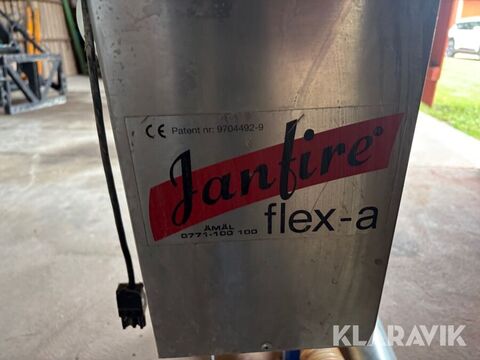 CE Patent nr: 9704492-9
Janfire®
flex-a
ÅMÅL
0771-100 100
KLARAVIK